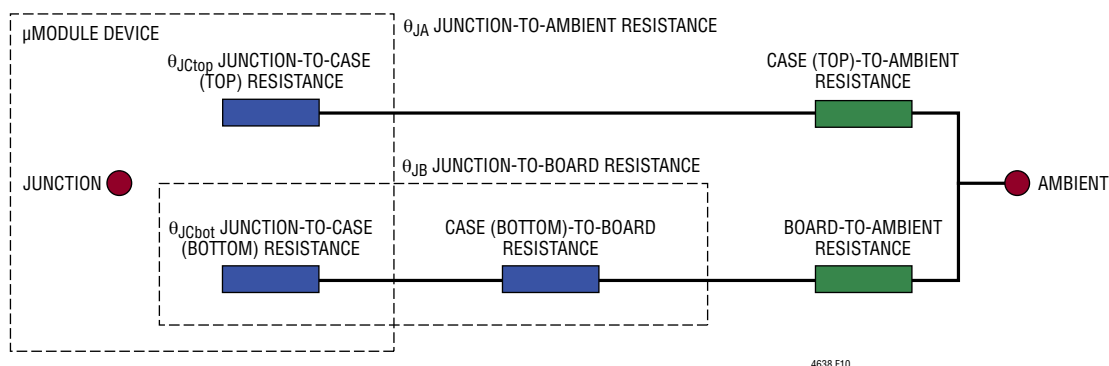 µMODULE DEVICE
θJA JUNCTION-TO-AMBIENT RESISTANCE
θJCtop JUNCTION-TO-CASE
(TOP) RESISTANCE
CASE (TOP)-TO-AMBIENT
RESISTANCE
θJB JUNCTION-TO-BOARD RESISTANCE
JUNCTION
AMBIENT
θJCbot JUNCTION-TO-CASE
(BOTTOM) RESISTANCE
CASE (BOTTOM)-TO-BOARD
RESISTANCE
BOARD-TO-AMBIENT
RESISTANCE
4638 F10